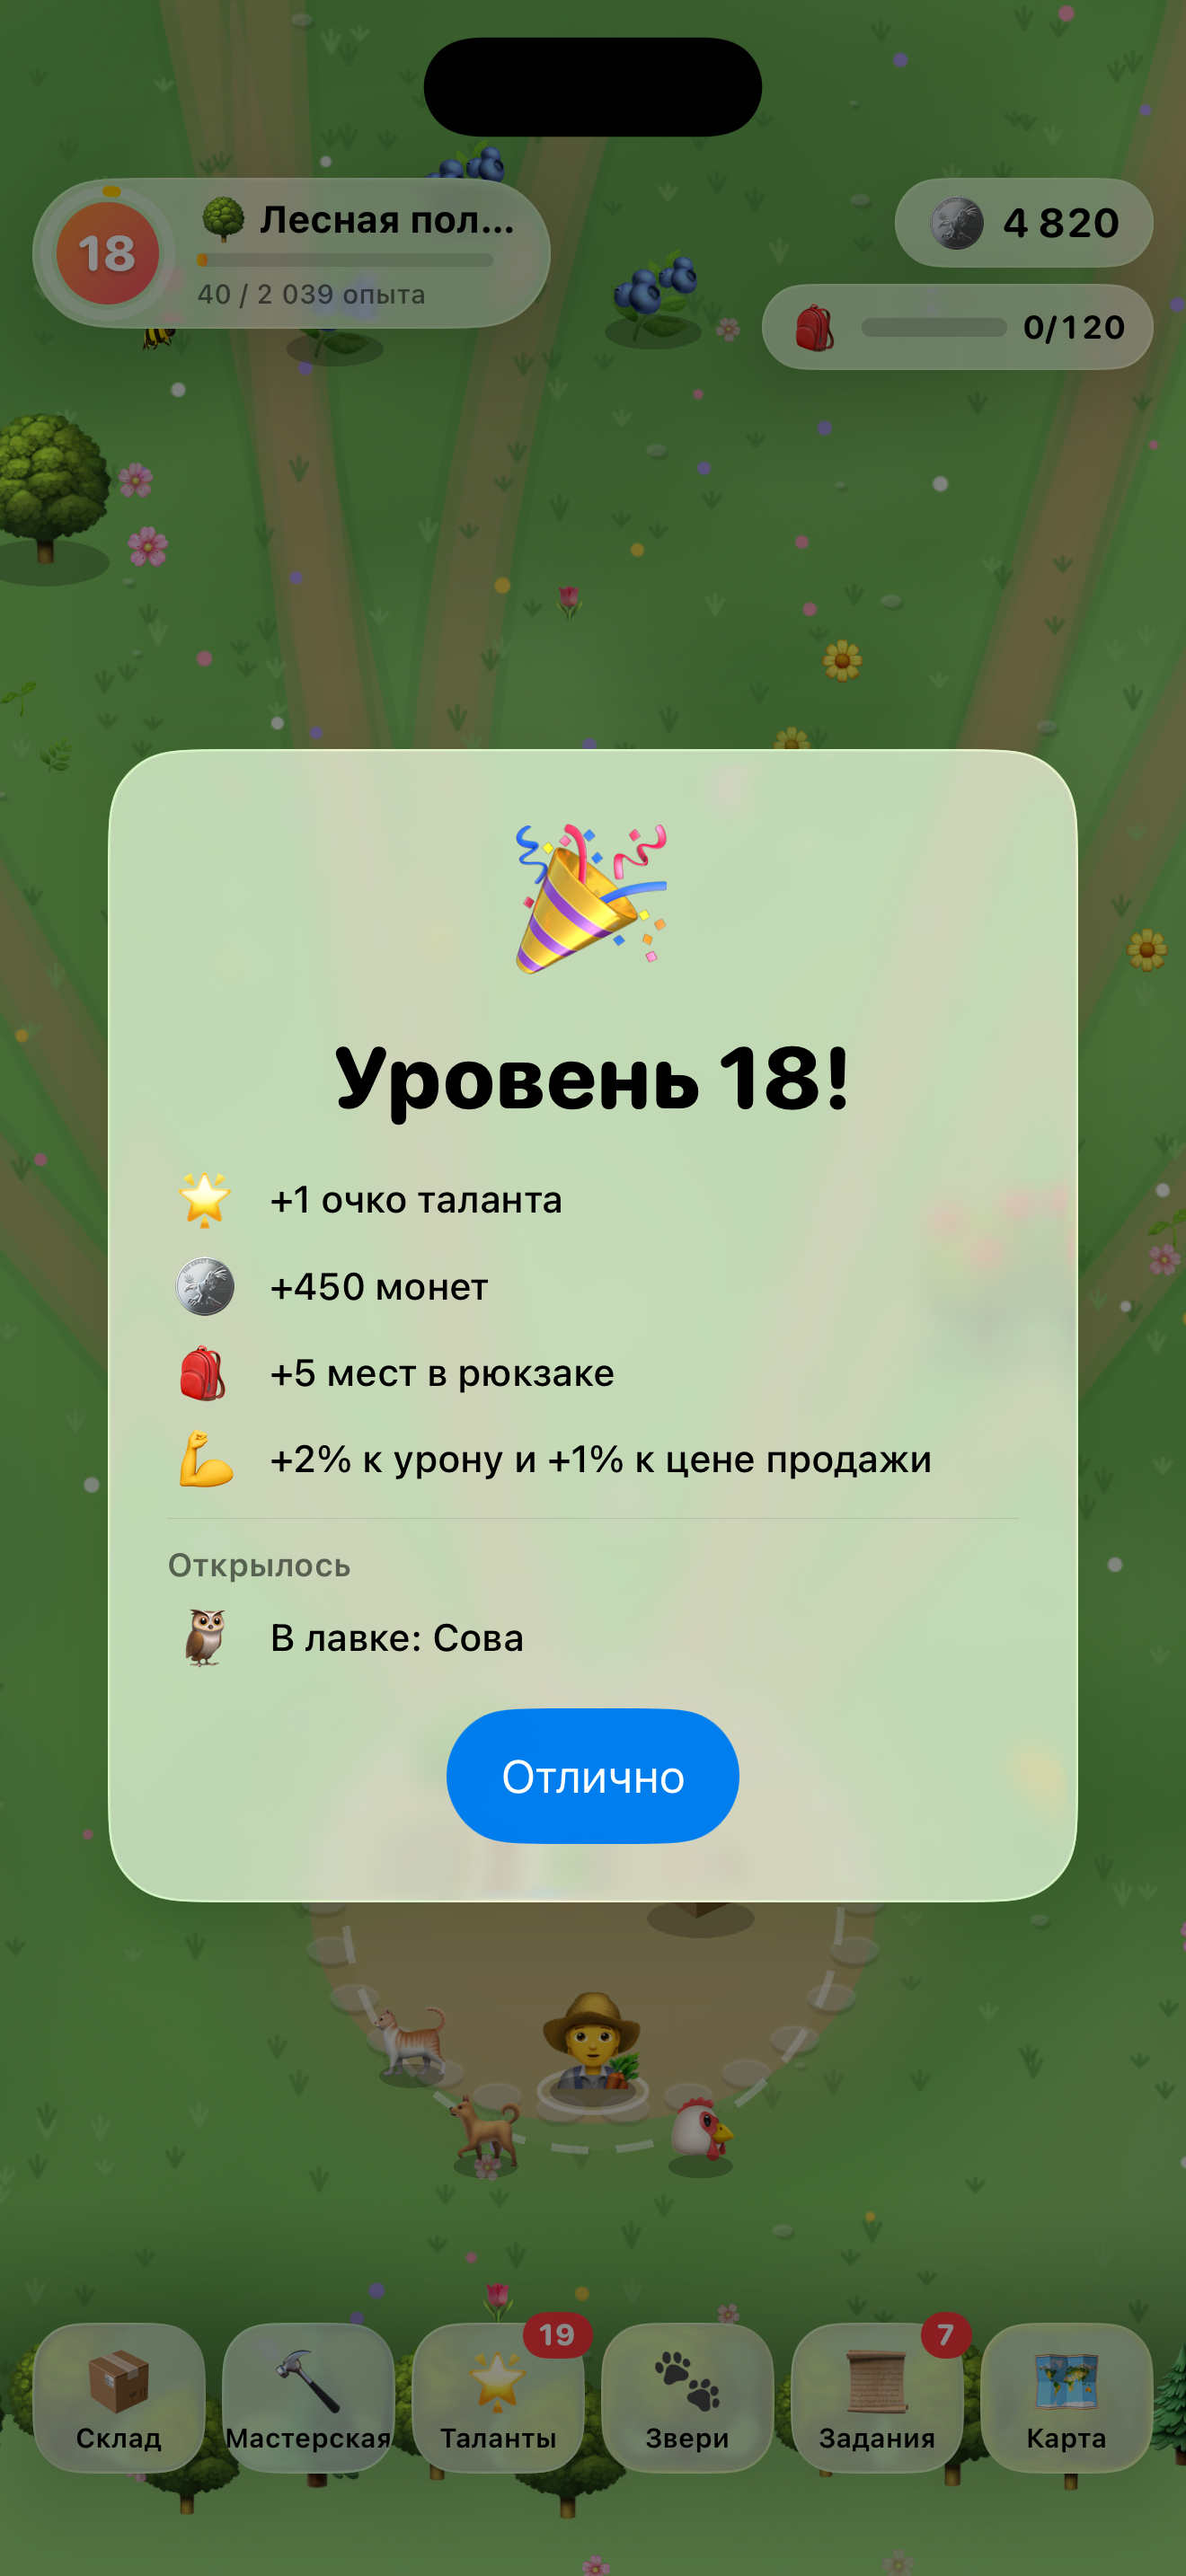 18
Лесная пол...
40 / 2 039 опыта
4 820
0/120
Уровень 18!
+1 очко таланта
+450 монет
+5 мест в рюкзаке
+2% к урону и +1% к цене продажи
Открылось
В лавке: Сова
Отлично
19
7
Склад
Мастерская
Таланты
Звери
Задания
Карта